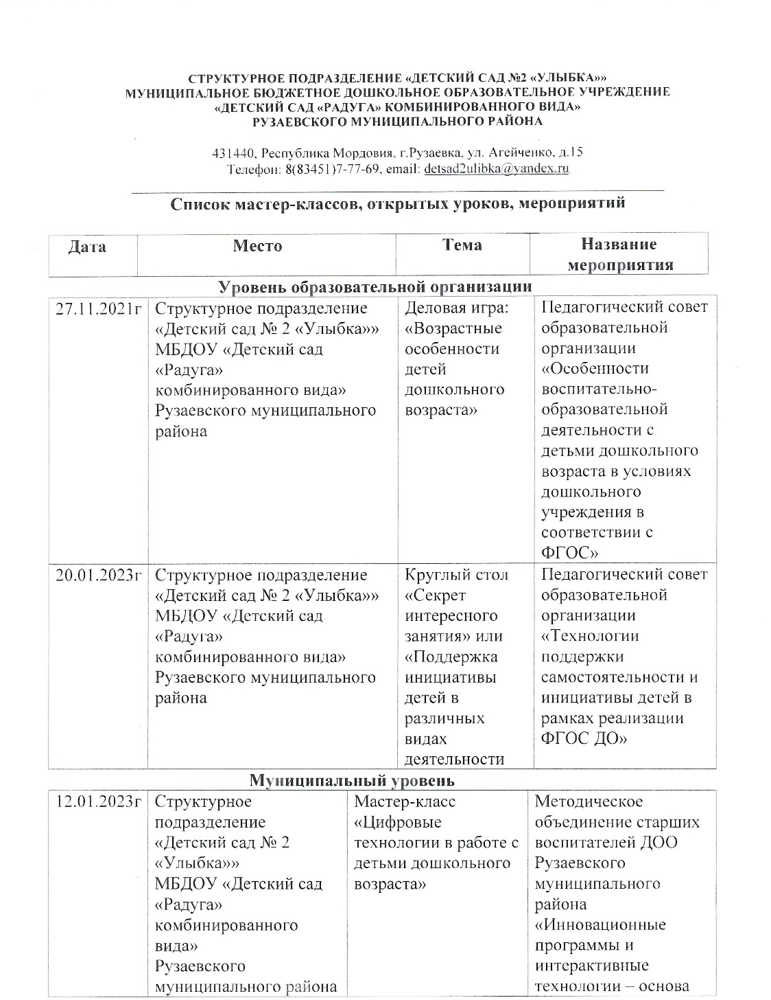 СТРУКТУРНОЕ ПОДРАЗДЕЛЕНИЕ «ДЕТСКИЙ САД №2 «УЛЫБКА»»
МУНИЦИПАЛЬНОЕ БЮДЖЕТНОЕ ДОШКОЛЬНОЕ ОБРАЗОВАТЕЛЬНОЕ УЧРЕЖДЕНИЕ
«ДЕТСКИЙ САД «РАДУГА» КОМБИНИРОВАННОГО ВИДА»
РУЗАЕВСКОГО МУНИЦИПАЛЬНОГО РАЙОНА
431440, Республика Мордовия, г.Рузаевка, ул. Агейченко, д.15
Телефон: 8(83451)7-77-69, email: detsad2ulibka@yandex.ru
Список мастер-классов, открытых уроков, мероприятий
Дата
Место
Тема
Название
мероприятия
Уровень образовательной организации
27.11.2021г
Структурное подразделение
«Детский сад № 2 «Улыбка»»
МБДОУ «Детский сад
«Радуга»
комбинированного вида»
Рузаевского муниципального
района
Деловая игра:
«Возрастные
особенности
детей
дошкольного
возраста»
Педагогический совет
образовательной
организации
«Особенности
воспитательно-
образовательной
деятельности с
детьми дошкольного
возраста в условиях
дошкольного
учреждения в
соответствии с
ФГОС»
20.01.2023г
Структурное подразделение
«Детский сад № 2 «Улыбка»»
МБДОУ «Детский сад
«Радуга»
комбинированного вида»
Рузаевского муниципального
района
Круглый стол
«Секрет
интересного
занятия» или
«Поддержка
инициативы
детей в
различных
видах
деятельности
Педагогический совет
образовательной
организации
«Технологии
поддержки
самостоятельности и
инициативы детей в
рамках реализации
ФГОС ДО»
Муниципальный уровень
12.01.2023г
Структурное
подразделение
«Детский сад № 2
«Улыбка»»
МБДОУ «Детский сад
«Радуга»
комбинированного
вида»
Рузаевского
муниципального района
Мастер-класс
«Цифровые
технологии в работе с
детьми дошкольного
возраста»
Методическое
объединение старших
воспитателей ДОО
Рузаевского
муниципального
района
«Инновационные
программы и
интерактивные
технологии – основа